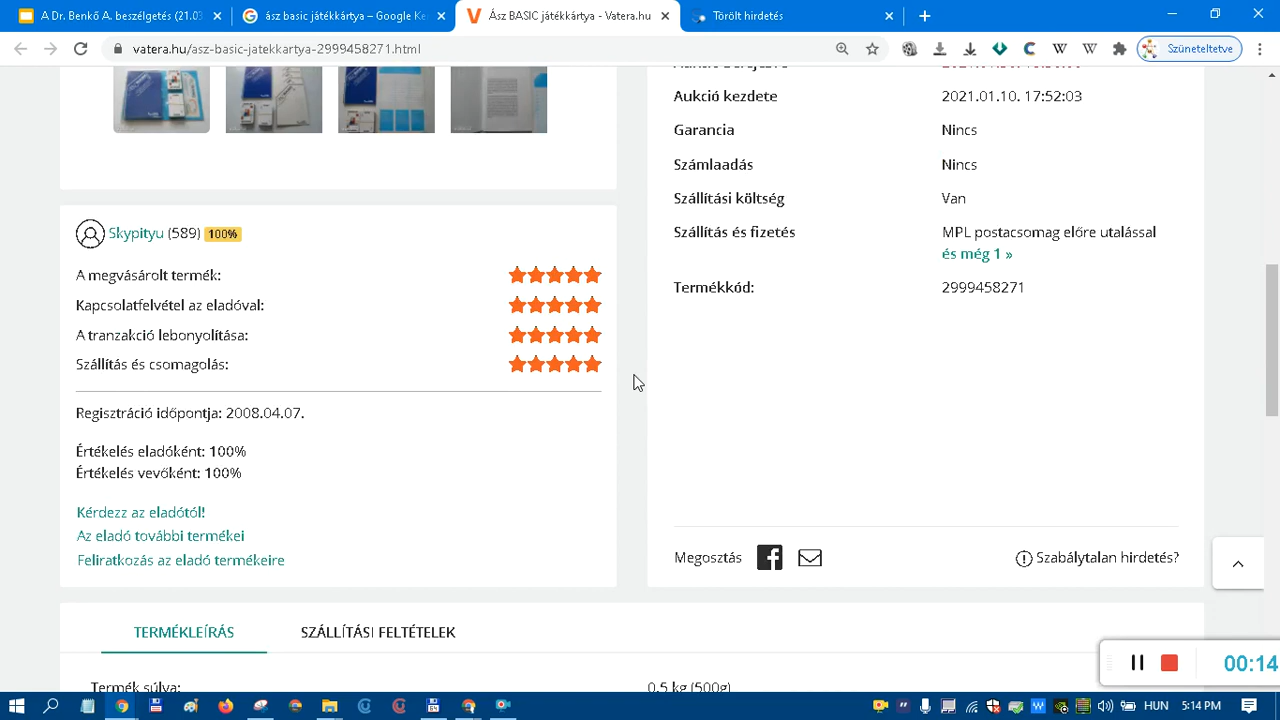 A Dr. Benkő A. beszélgetés (21.03
ász basic játékkártya – Google Ke
Ász BASIC játékkártya - Vatera.hu
Törölt hirdetés
vatera.hu/asz-basic-jatekkartya-2999458271.html
Szüneteltetve
Aukció kezdete 2021.01.10. 17:52:03
Garancia Nincs
Számlaadás Nincs
Szállítási költség Van
Szállítás és fizetés MPL postacsomag előre utalással
és még 1 »
Termékkód: 2999458271
Skypityu (589) 100%
A megvásárolt termék:
Kapcsolatfelvétel az eladóval:
A tranzakció lebonyolítása:
Szállítás és csomagolás:
Regisztráció időpontja: 2008.04.07.
Értékelés eladóként: 100%
Értékelés vevőként: 100%
Kérdezz az eladótól!
Az eladó további termékei
Feliratkozás az eladó termékeire
Megosztás
Szabálytalan hirdetés?
TERMÉKLEÍRÁS SZÁLLÍTÁSI FELTÉTELEK
Termék súlya: 0.5 kg (500g)
00:14
HUN 5:14 PM